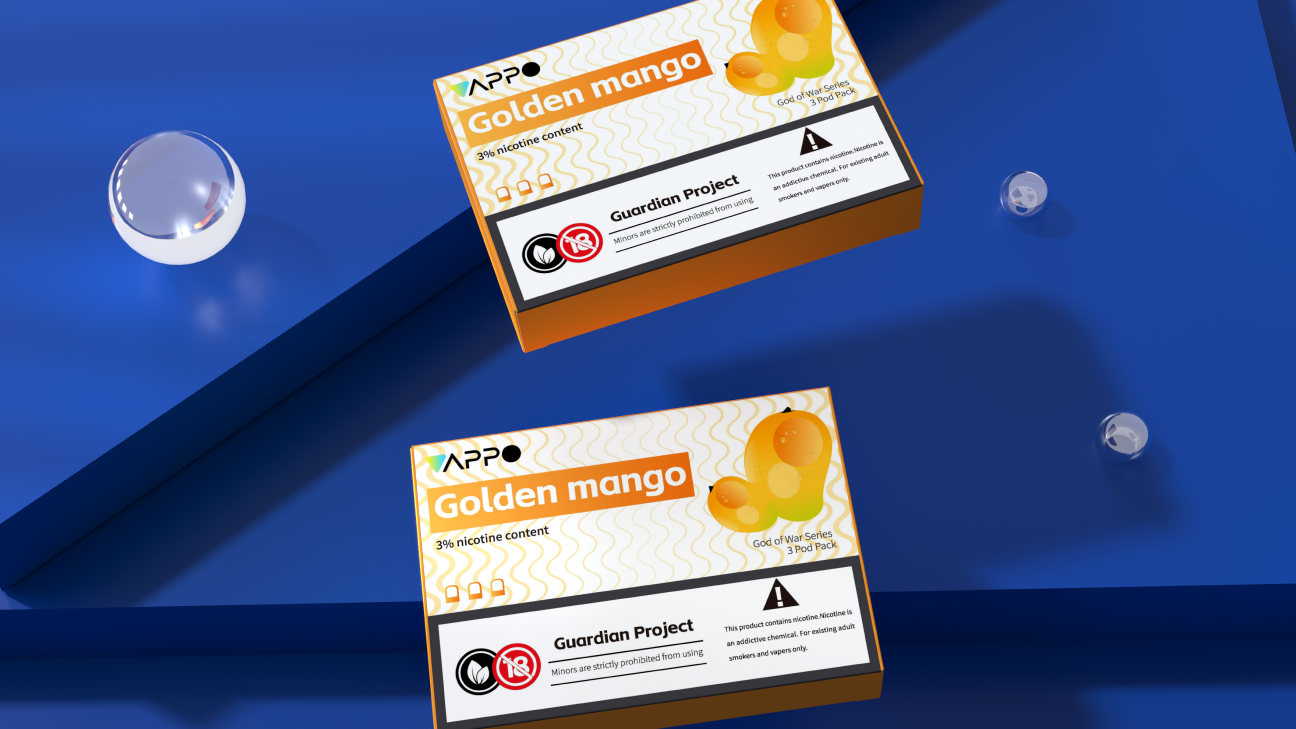 VAPPO
Golden mango
3% nicotine content
God of War Series
3 Pod Pack
Guardian Project
Minors are strictly prohibited from using
18
This product contains nicotine.Nicotine is
an addictive chemical. For existing adult
smokers and vapers only.
VAPPO
Golden mango
3% nicotine content
God of War Series
3 Pod Pack
Guardian Project
Minors are strictly prohibited from using
18
This product contains nicotine.Nicotine is
an addictive chemical. For existing adult
smokers and vapers only.